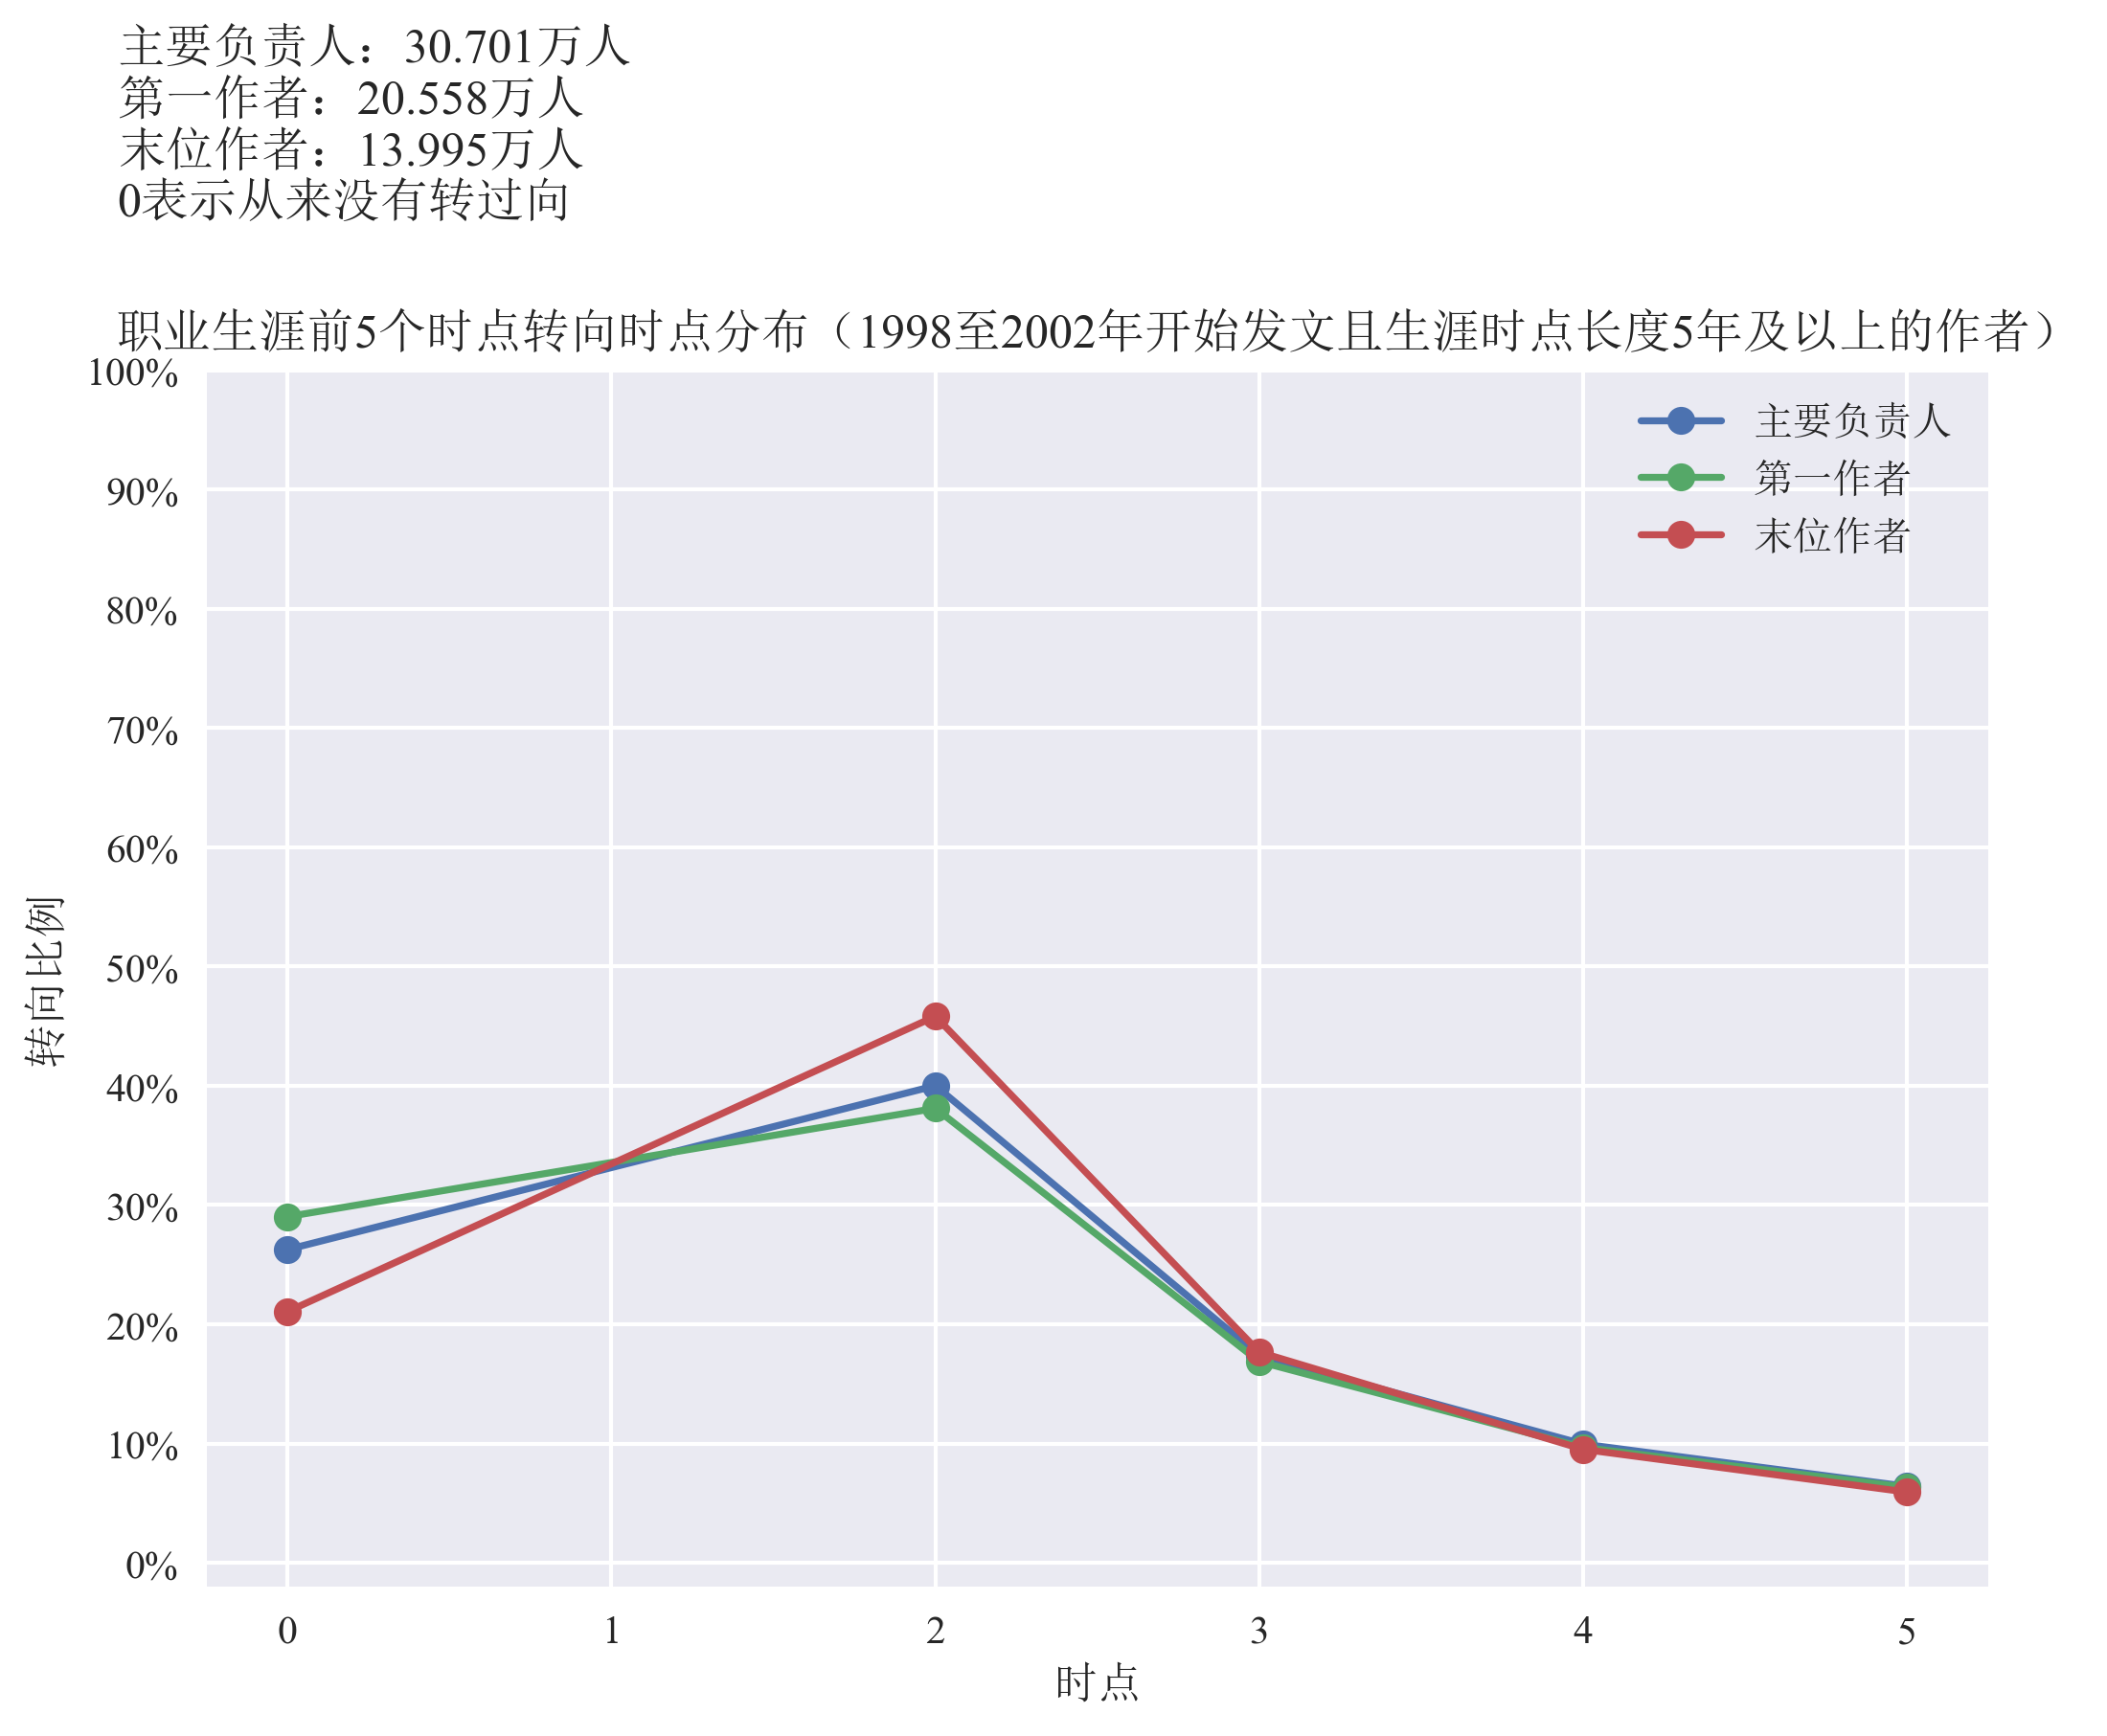 主要负责人：30.701万人
第一作者：20.558万人
末位作者：13.995万人
0表示从来没有转过向
职业生涯前5个时点转向时点分布（1998至2002年开始发文且生涯时点长度5年及以上的作者）
100%
90%
80%
70%
60%
50%
40%
30%
20%
10%
0%
转向比例
主要负责人
第一作者
末位作者
0 1 2 3 4 5
时点